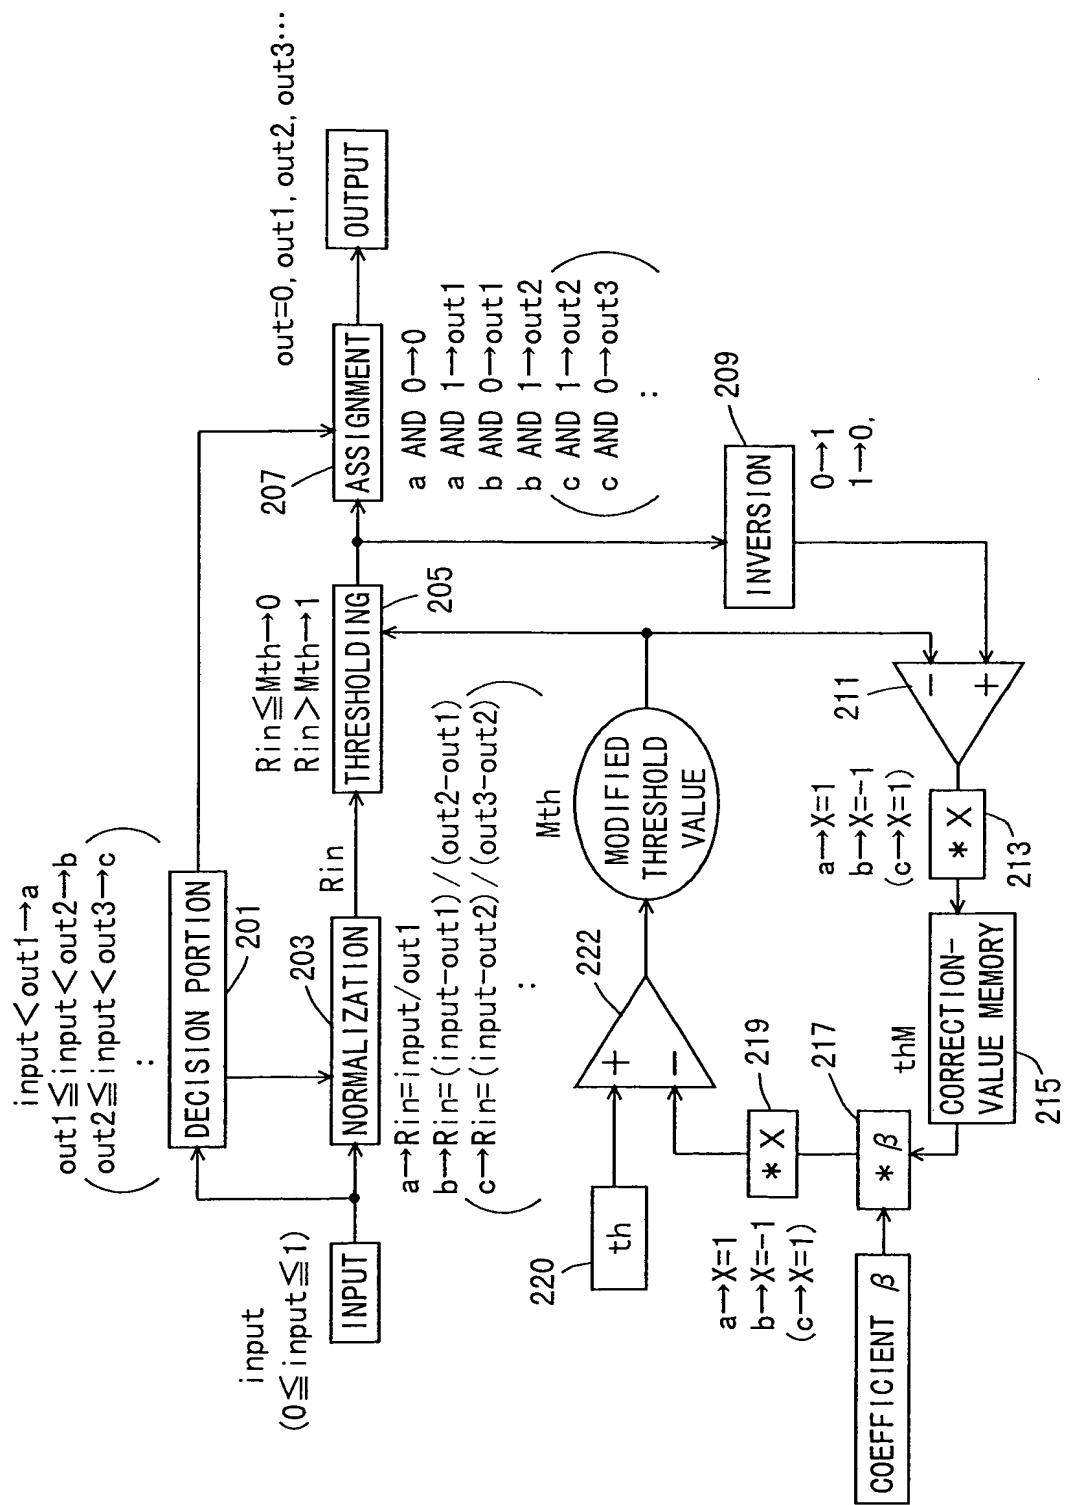 input<out1→a
out1≦input<out2→b
(out2≦input<out3→c)
:
DECISION PORTION
201
input
(0≦input≦1)
INPUT
203
NORMALIZATION
a→Rin=input/out1
b→Rin=(input-out1)/(out2-out1)
(c→Rin=(input-out2)/(out3-out2))
:
Rin
Rin≦Mth→0
Rin>Mth→1
THRESHOLDING
205
207
ASSIGNMENT
a AND 0→0
a AND 1→out1
b AND 0→out1
b AND 1→out2
(c AND 1→out2
c AND 0→out3)
:
out=0, out1, out2, out3⋯
OUTPUT
209
INVERSION
0→1
1→0,
220
th
222
+
−
Mth
MODIFIED
THRESHOLD
VALUE
211
−
+
a→X=1
b→X=-1
(c→X=1)
* X
213
thM
CORRECTION-
VALUE MEMORY
215
217
* β
219
* X
a→X=1
b→X=-1
(c→X=1)
COEFFICIENT β